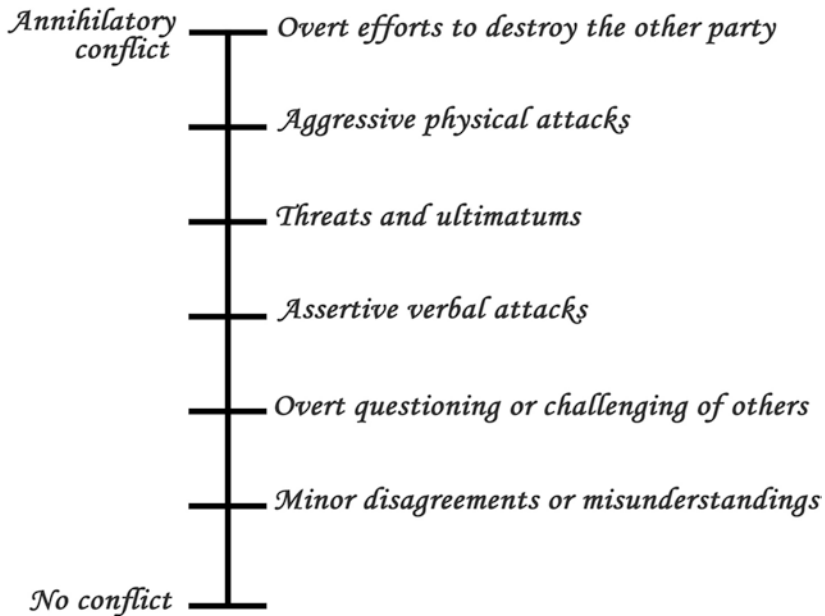 Annihilatory
conflict
Overt efforts to destroy the other party
Aggressive physical attacks
Threats and ultimatums
Assertive verbal attacks
Overt questioning or challenging of others
Minor disagreements or misunderstandings
No conflict